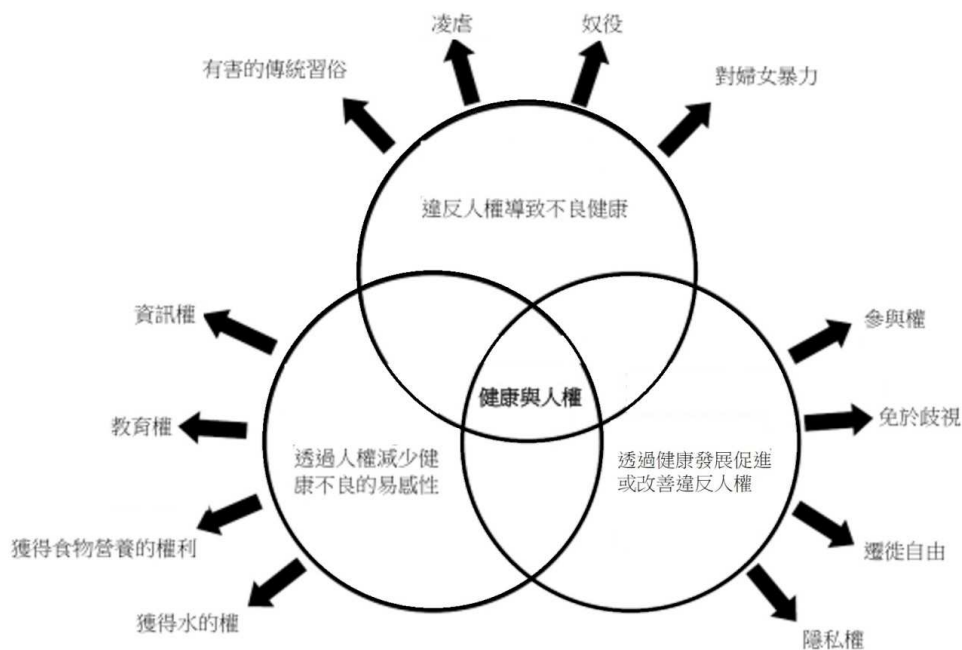 凌虐
奴役
有害的傳統習俗
對婦女暴力
違反人權導致不良健康
資訊權
參與權
健康與人權
教育權
免於歧視
透過人權減少健
康不良的易感性
透過健康發展促進
或改善違反人權
獲得食物營養的權利
遷徙自由
獲得水的權
隱私權